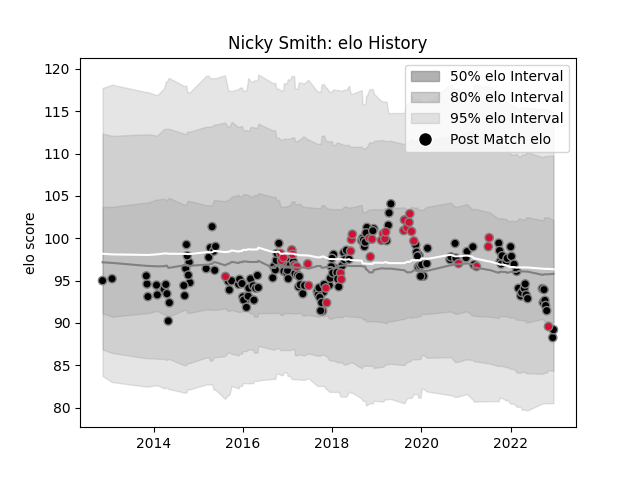 Nicky Smith: elo History
120
115
110
105
100
95
90
85
80
elo score
50% elo Interval
80% elo Interval
95% elo Interval
Post Match elo
2014 2016 2018 2020 2022